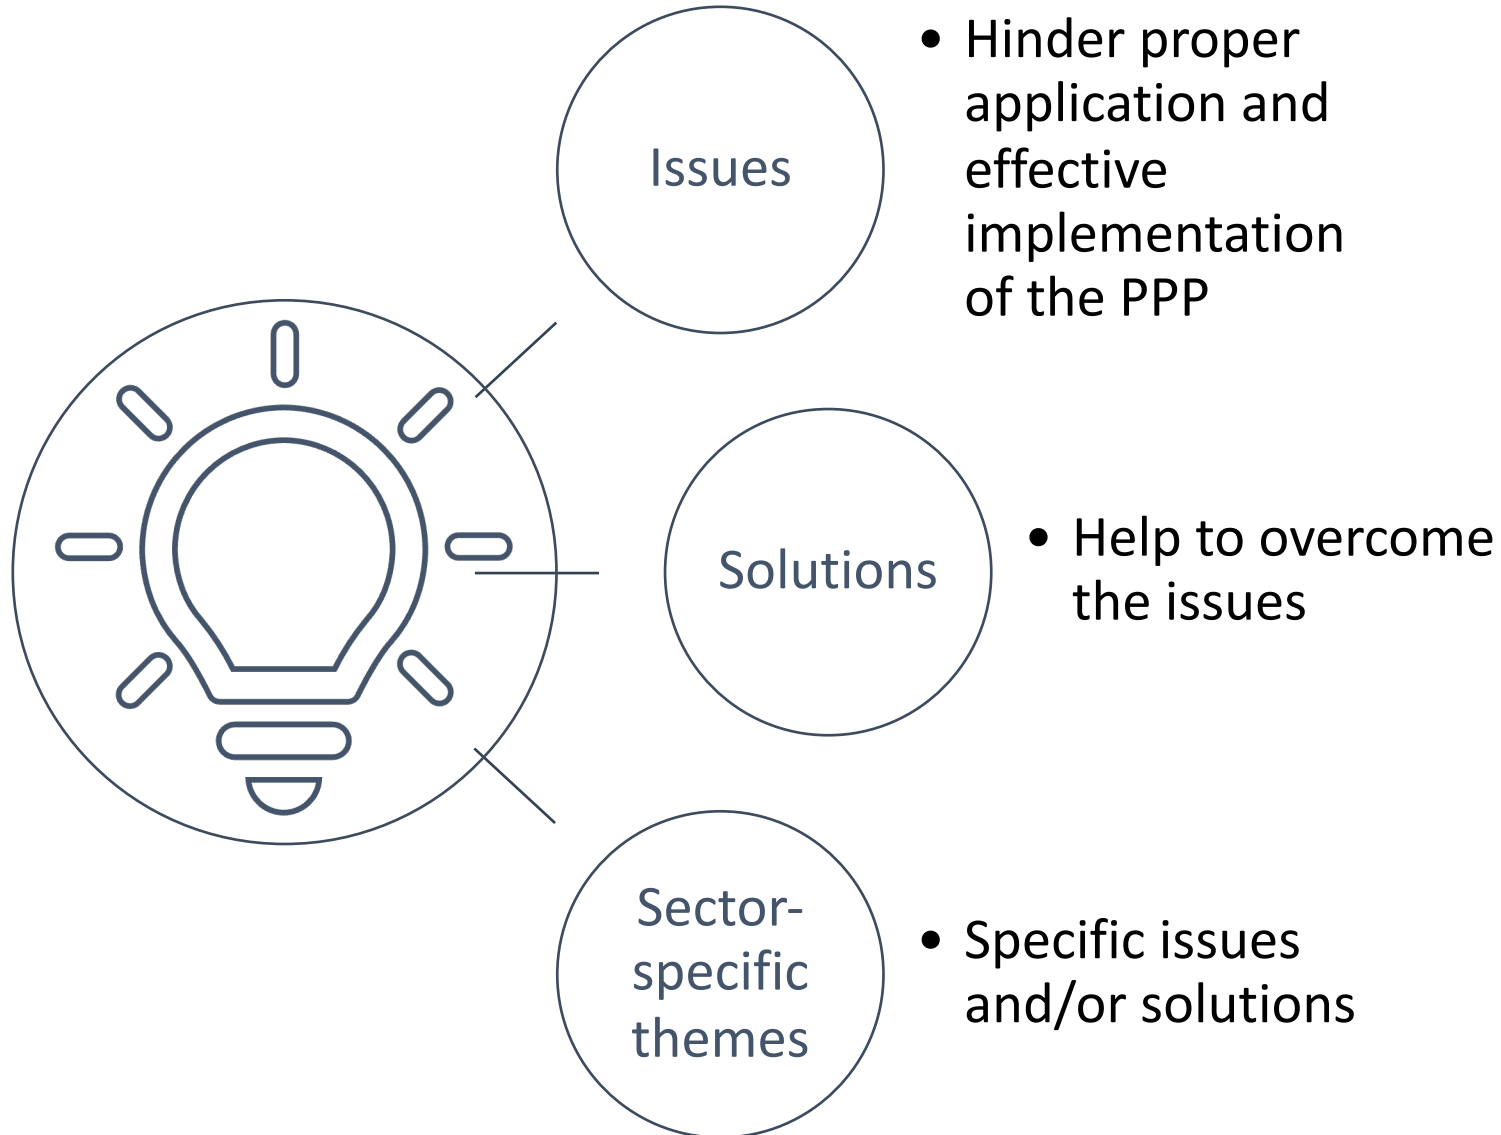 Issues
• Hinder proper
application and
effective
implementation
of the PPP
Solutions
• Help to overcome
the issues
Sector-
specific
themes
• Specific issues
and/or solutions